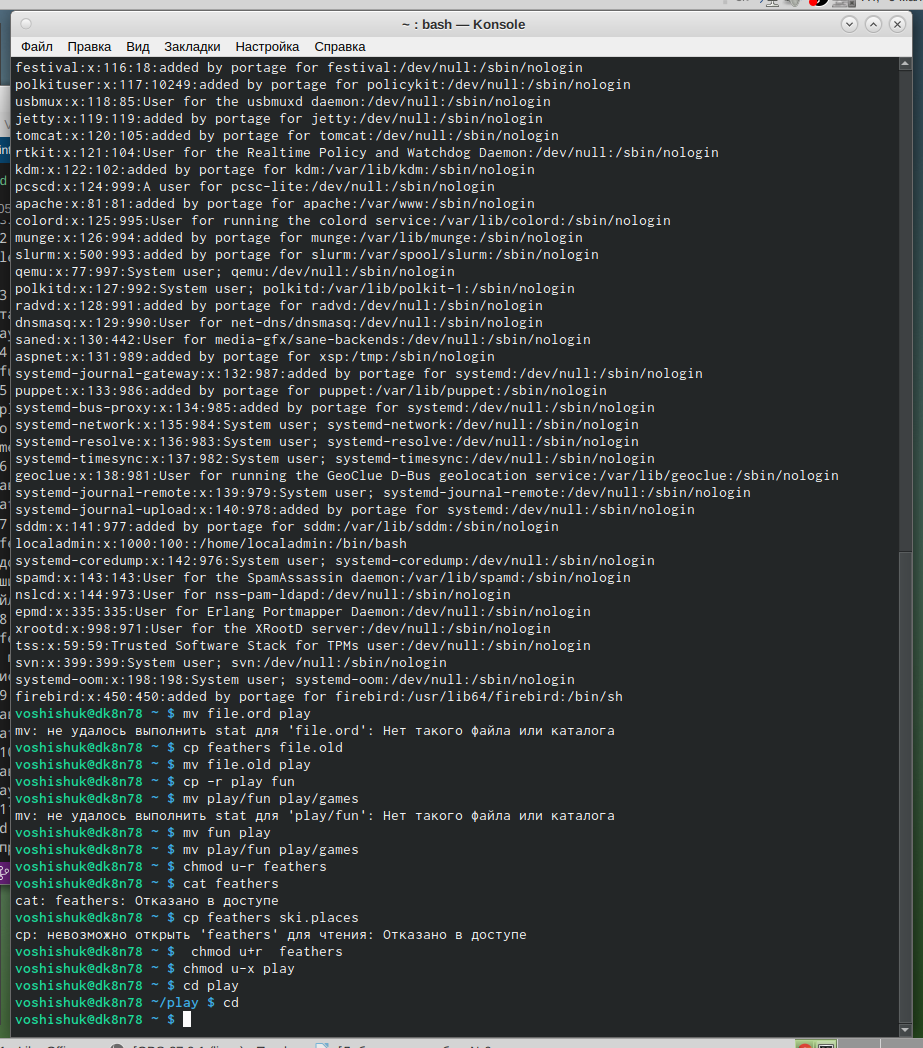 ~ : bash — Konsole
Файл Правка Вид Закладки Настройка Справка
festival:x:116:18:added by portage for festival:/dev/null:/sbin/nologin
polkituser:x:117:10249:added by portage for policykit:/dev/null:/sbin/nologin
usbmux:x:118:85:User for the usbmuxd daemon:/dev/null:/sbin/nologin
jetty:x:119:119:added by portage for jetty:/dev/null:/sbin/nologin
tomcat:x:120:105:added by portage for tomcat:/dev/null:/sbin/nologin
rtkit:x:121:104:User for the Realtime Policy and Watchdog Daemon:/dev/null:/sbin/nologin
kdm:x:122:102:added by portage for kdm:/var/lib/kdm:/sbin/nologin
pcscd:x:124:999:A user for pcsc-lite:/dev/null:/sbin/nologin
apache:x:81:81:added by portage for apache:/var/www:/sbin/nologin
colord:x:125:995:User for running the colord service:/var/lib/colord:/sbin/nologin
munge:x:126:994:added by portage for munge:/var/lib/munge:/sbin/nologin
slurm:x:500:993:added by portage for slurm:/var/spool/slurm:/sbin/nologin
qemu:x:77:997:System user; qemu:/dev/null:/sbin/nologin
polkitd:x:127:992:System user; polkitd:/var/lib/polkit-1:/sbin/nologin
radvd:x:128:991:added by portage for radvd:/dev/null:/sbin/nologin
dnsmasq:x:129:990:User for net-dns/dnsmasq:/dev/null:/sbin/nologin
saned:x:130:442:User for media-gfx/sane-backends:/dev/null:/sbin/nologin
aspnet:x:131:989:added by portage for xsp:/tmp:/sbin/nologin
systemd-journal-gateway:x:132:987:added by portage for systemd:/dev/null:/sbin/nologin
puppet:x:133:986:added by portage for puppet:/var/lib/puppet:/sbin/nologin
systemd-bus-proxy:x:134:985:added by portage for systemd:/dev/null:/sbin/nologin
systemd-network:x:135:984:System user; systemd-network:/dev/null:/sbin/nologin
systemd-resolve:x:136:983:System user; systemd-resolve:/dev/null:/sbin/nologin
systemd-timesync:x:137:982:System user; systemd-timesync:/dev/null:/sbin/nologin
geoclue:x:138:981:User for running the GeoClue D-Bus geolocation service:/var/lib/geoclue:/sbin/nologin
systemd-journal-remote:x:139:979:System user; systemd-journal-remote:/dev/null:/sbin/nologin
systemd-journal-upload:x:140:978:added by portage for systemd:/dev/null:/sbin/nologin
sddm:x:141:977:added by portage for sddm:/var/lib/sddm:/sbin/nologin
localadmin:x:1000:100::/home/localadmin:/bin/bash
systemd-coredump:x:142:976:System user; systemd-coredump:/dev/null:/sbin/nologin
spamd:x:143:143:User for the SpamAssassin daemon:/var/lib/spamd:/sbin/nologin
nslcd:x:144:973:User for nss-pam-ldapd:/dev/null:/sbin/nologin
epmd:x:335:335:User for Erlang Portmapper Daemon:/dev/null:/sbin/nologin
xrootd:x:998:971:User for the XRootD server:/dev/null:/sbin/nologin
tss:x:59:59:Trusted Software Stack for TPMs user:/dev/null:/sbin/nologin
svn:x:399:399:System user; svn:/dev/null:/sbin/nologin
systemd-oom:x:198:198:System user; systemd-oom:/dev/null:/sbin/nologin
firebird:x:450:450:added by portage for firebird:/usr/lib64/firebird:/bin/sh
voshishuk@dk8n78 ~ $ mv file.ord play
mv: не удалось выполнить stat для 'file.ord': Нет такого файла или каталога
voshishuk@dk8n78 ~ $ cp feathers file.old
voshishuk@dk8n78 ~ $ mv file.old play
voshishuk@dk8n78 ~ $ cp -r play fun
voshishuk@dk8n78 ~ $ mv play/fun play/games
mv: не удалось выполнить stat для 'play/fun': Нет такого файла или каталога
voshishuk@dk8n78 ~ $ mv fun play
voshishuk@dk8n78 ~ $ mv play/fun play/games
voshishuk@dk8n78 ~ $ chmod u-r feathers
voshishuk@dk8n78 ~ $ cat feathers
cat: feathers: Отказано в доступе
voshishuk@dk8n78 ~ $ cp feathers ski.places
cp: невозможно открыть 'feathers' для чтения: Отказано в доступе
voshishuk@dk8n78 ~ $  chmod u+r  feathers
voshishuk@dk8n78 ~ $ chmod u-x play
voshishuk@dk8n78 ~ $ cd play
voshishuk@dk8n78 ~/play $ cd
voshishuk@dk8n78 ~ $